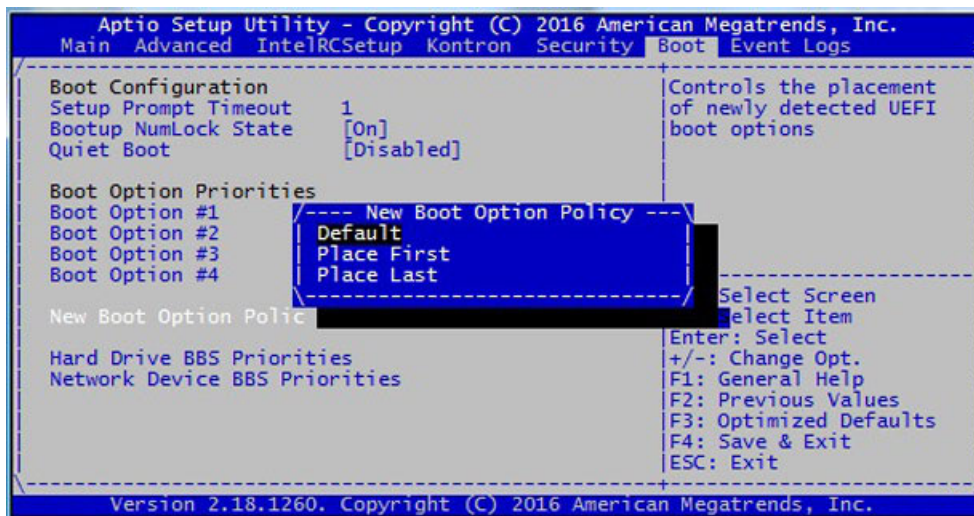 Aptio Setup Utility - Copyright (C) 2016 American Megatrends, Inc.
Main Advanced IntelRCSetup Kontron Security Boot Event Logs
Boot Configuration
Setup Prompt Timeout 1
Bootup NumLock State [On]
Quiet Boot [Disabled]
Boot Option Priorities
Boot Option #1
Boot Option #2
Boot Option #3
Boot Option #4
New Boot Option Polic
Hard Drive BBS Priorities
Network Device BBS Priorities
New Boot Option Policy
Default
Place First
Place Last
Controls the placement
of newly detected UEFI
boot options
Select Screen
Select Item
Enter: Select
+/-: Change Opt.
F1: General Help
F2: Previous Values
F3: Optimized Defaults
F4: Save & Exit
ESC: Exit
Version 2.18.1260. Copyright (C) 2016 American Megatrends, Inc.